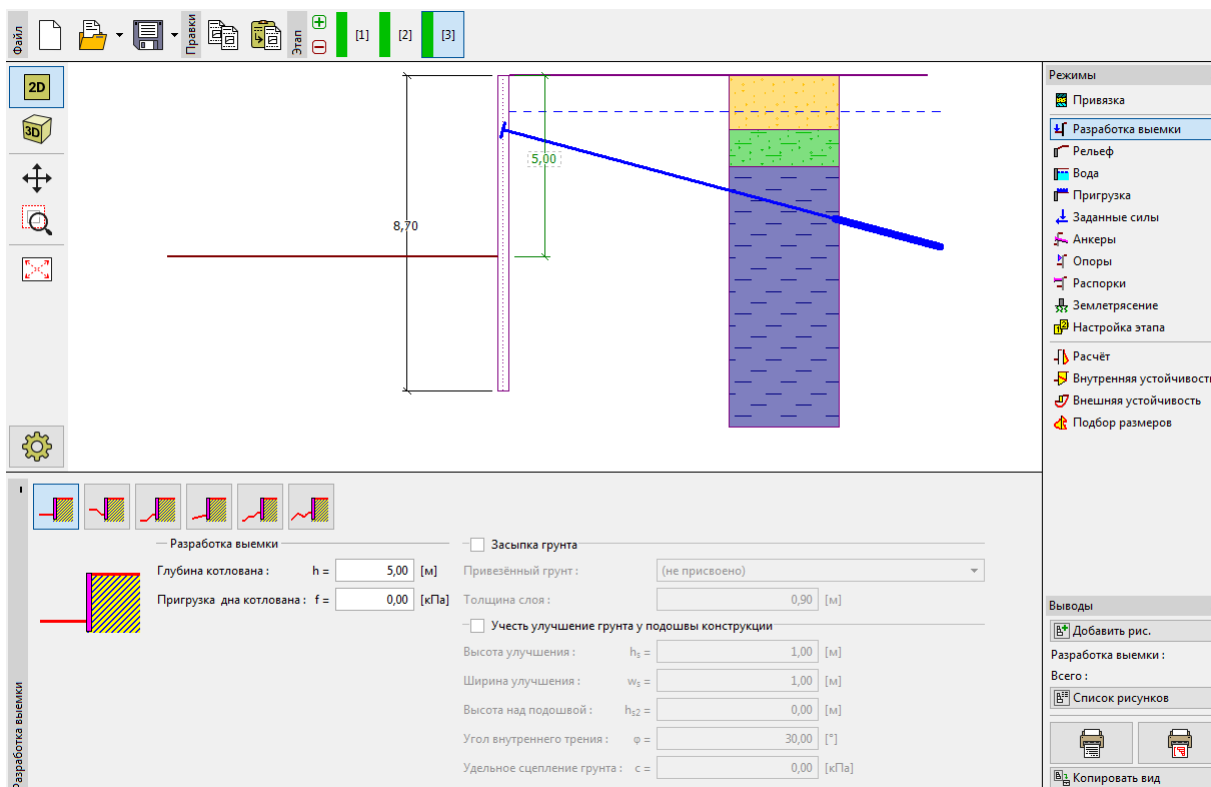 Файл
Правки
Этап
[1]
[2]
[3]
2D
3D
8,70
5,00
Режимы
Привязка
Разработка выемки
Рельеф
Вода
Пригрузка
Заданные силы
Анкеры
Опоры
Распорки
Землетрясение
Настройка этапа
Расчёт
Внутренняя устойчивость
Внешняя устойчивость
Подбор размеров
Разработка выемки
Разработка выемки
Глубина котлована : h = 5,00 [м]
Пригрузка дна котлована : f = 0,00 [кПа]
Засыпка грунта
Привезённый грунт : (не присвоено)
Толщина слоя : 0,90 [м]
Учесть улучшение грунта у подошвы конструкции
Высота улучшения : hs = 1,00 [м]
Ширина улучшения : ws = 1,00 [м]
Высота над подошвой : hs2 = 0,00 [м]
Угол внутреннего трения : φ = 30,00 [°]
Удельное сцепление грунта : c = 0,00 [кПа]
Выводы
Добавить рис.
Разработка выемки :
Всего :
Список рисунков
Копировать вид